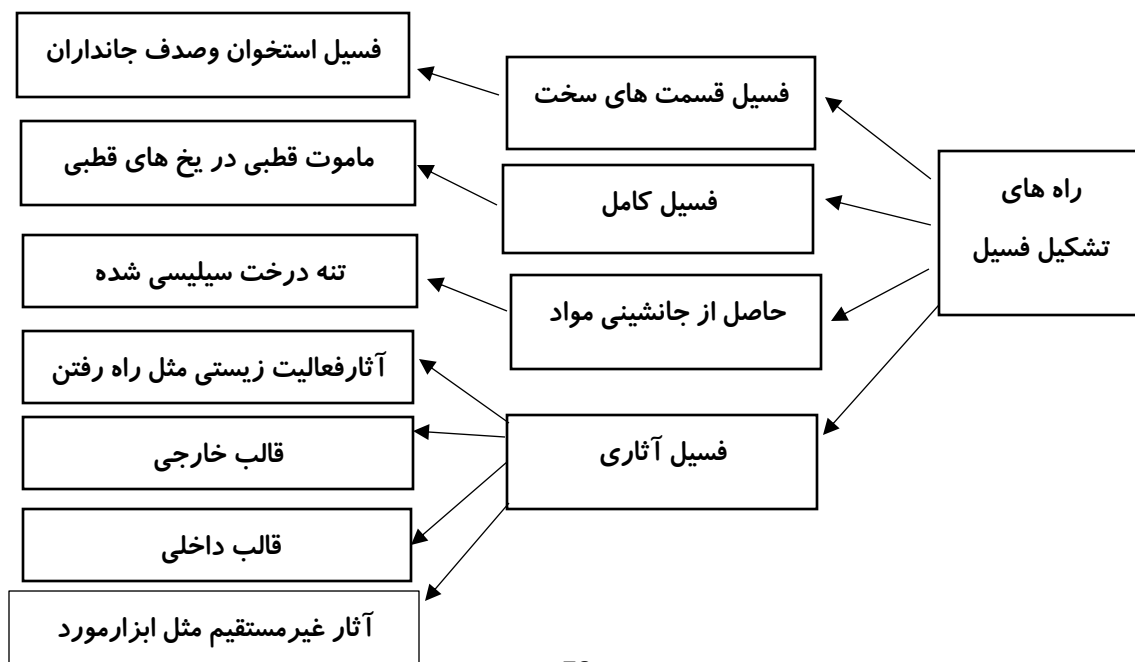 راه های
تشکیل فسیل
فسیل قسمت های سخت
فسیل استخوان وصدف جانداران
فسیل کامل
ماموت قطبی در یخ های قطبی
حاصل از جانشینی مواد
تنه درخت سیلیسی شده
فسیل آثاری
آثارفعالیت زیستی مثل راه رفتن
قالب خارجی
قالب داخلی
آثار غیرمستقیم مثل ابزارمورد